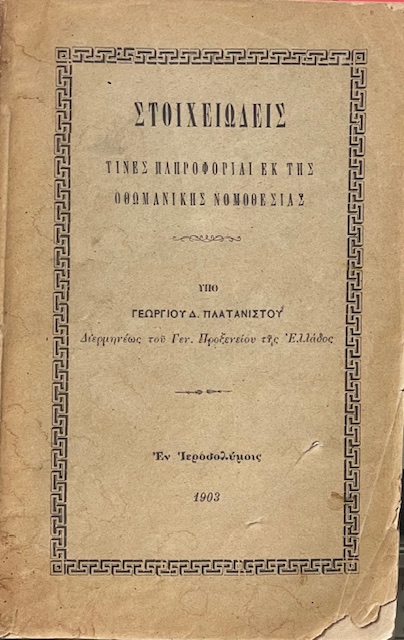 ΣΤΟΙΧΕΙΩΔΕΙΣ
ΤΙΝΕΣ ΠΛΗΡΟΦΟΡΙΑΙ ΕΚ ΤΗΣ
ΟΘΩΜΑΝΙΚΗΣ ΝΟΜΟΘΕΣΙΑΣ
ΥΠΟ
ΓΕΩΡΓΙΟΥ Δ. ΠΛΑΤΑΝΙΣΤΟΥ
Διερμηνέως τοῦ Γεν. Προξενείου τῆς Ἑλλάδος
Ἐν Ἱεροσολύμοις
1903